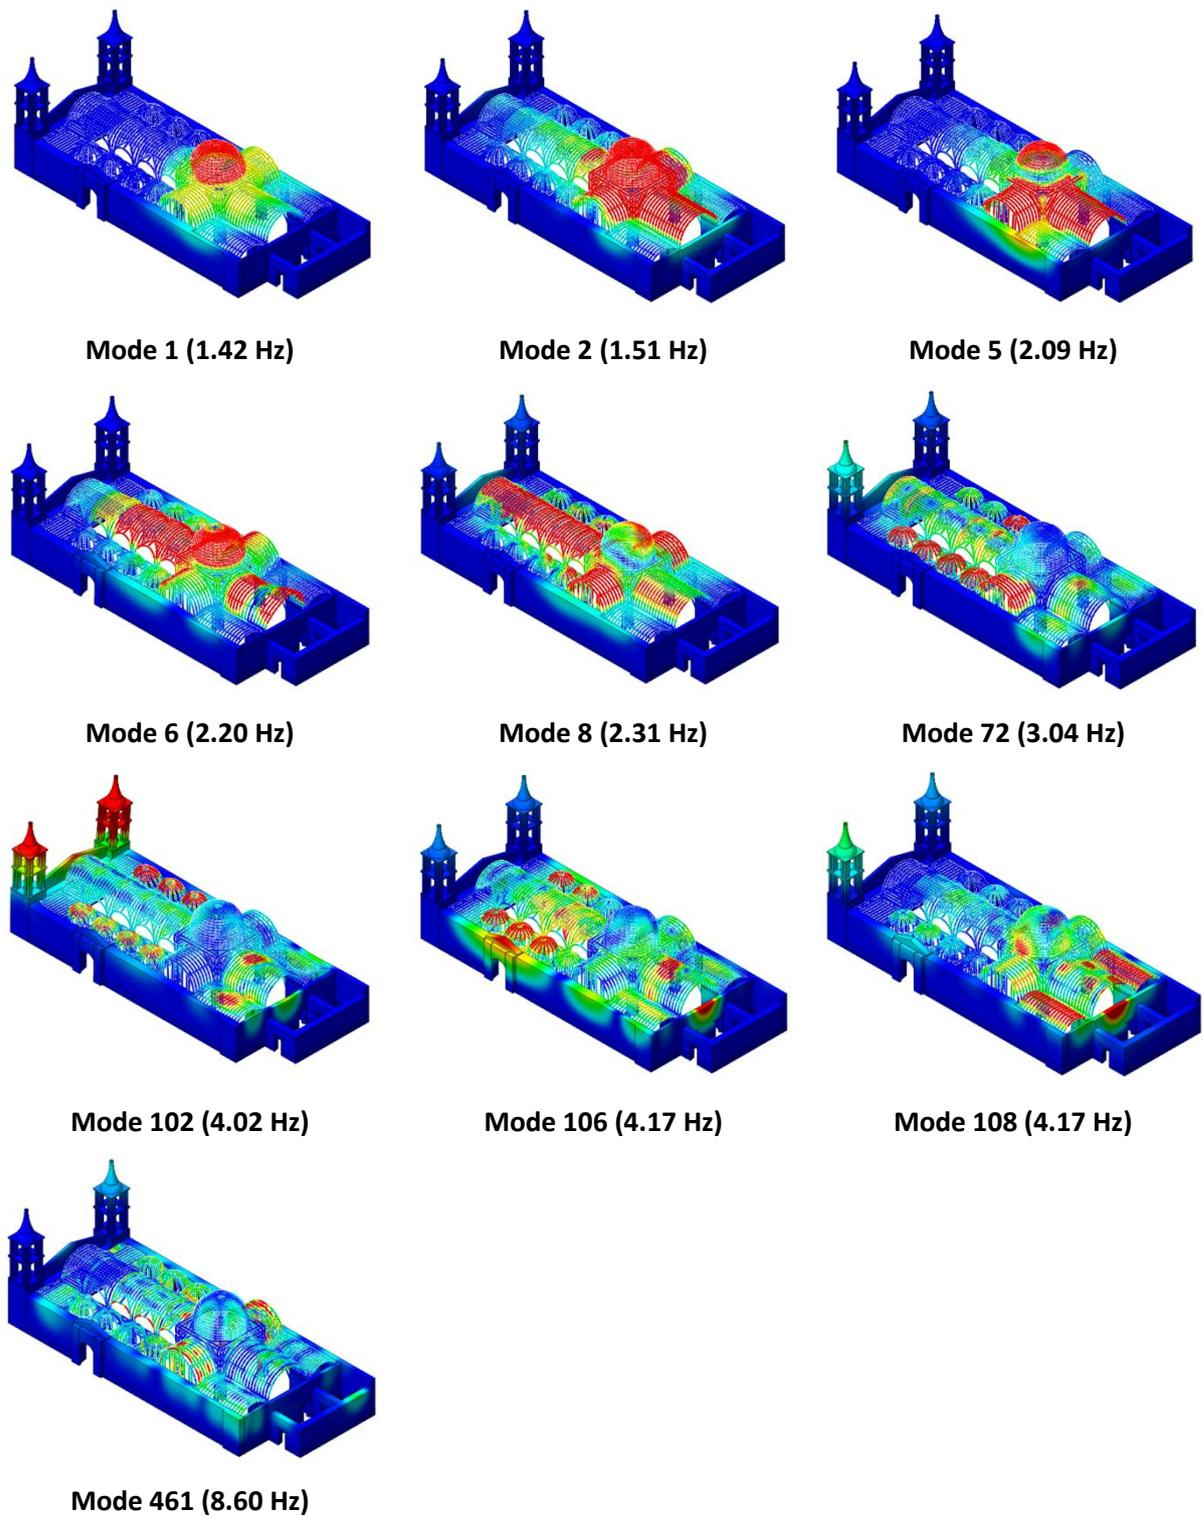 Mode 1 (1.42 Hz)
Mode 2 (1.51 Hz)
Mode 5 (2.09 Hz)
Mode 6 (2.20 Hz)
Mode 8 (2.31 Hz)
Mode 72 (3.04 Hz)
Mode 102 (4.02 Hz)
Mode 106 (4.17 Hz)
Mode 108 (4.17 Hz)
Mode 461 (8.60 Hz)